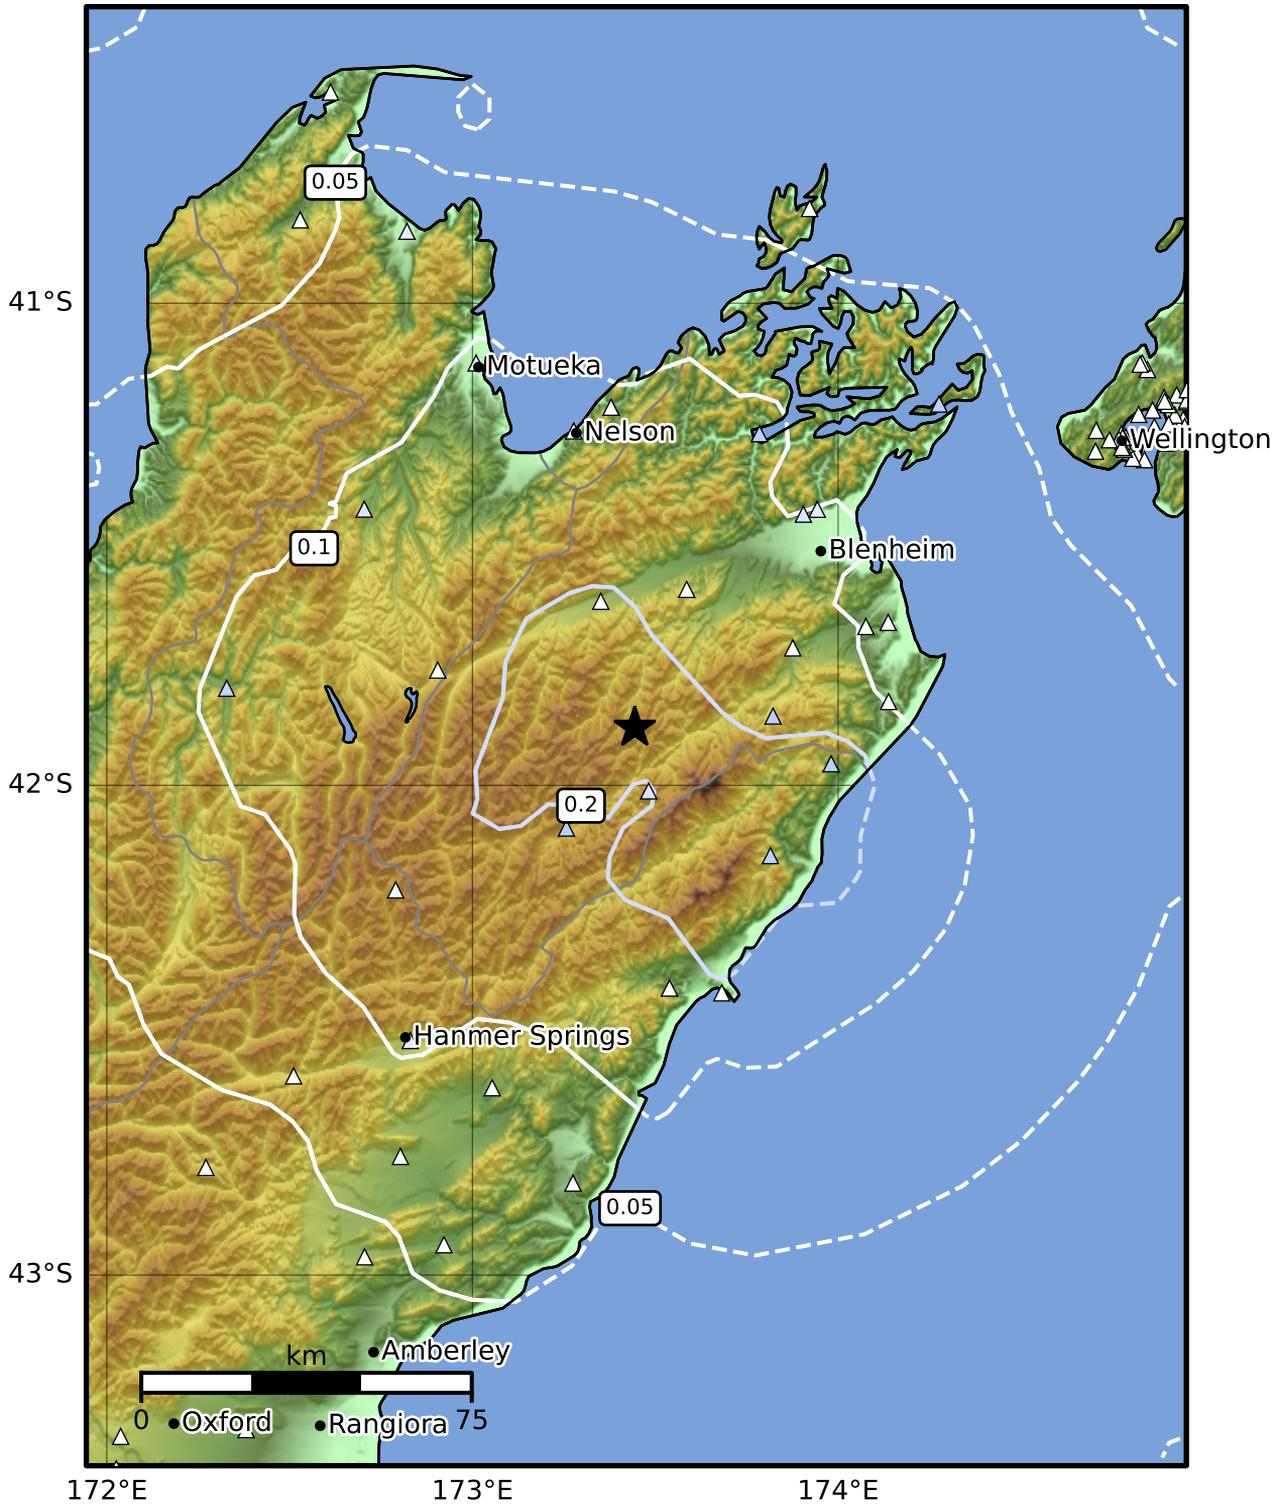 0.05
41°S
Motueka
Nelson
Wellington
0.1
Blenheim
42°S
0.2
Hanmer Springs
0.05
43°S
Amberley
km
0
75
Oxford
Rangiora
172°E
173°E
174°E